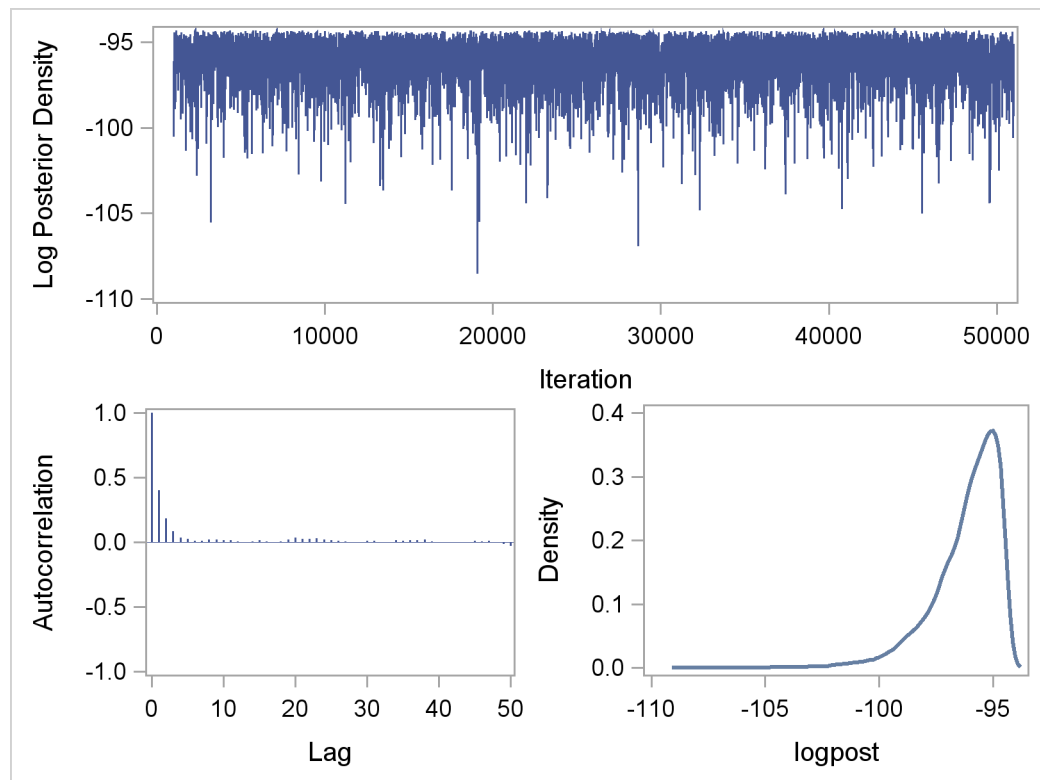 Log Posterior Density
-95
-100
-105
-110
0 10000 20000 30000 40000 50000
Iteration
Autocorrelation
1.0
0.5
0.0
-0.5
-1.0
0 10 20 30 40 50
Lag
Density
0.4
0.3
0.2
0.1
0.0
-110 -105 -100 -95
logpost